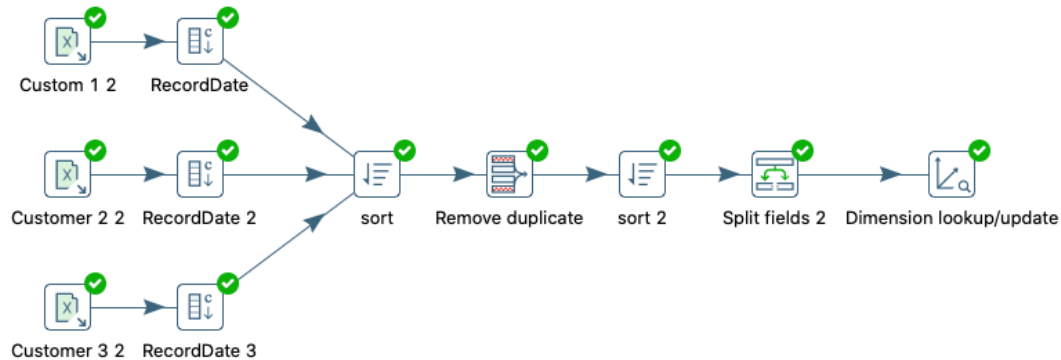 Custom 1 2
RecordDate
Customer 2 2
RecordDate 2
sort
Remove duplicate
sort 2
Split fields 2
Dimension lookup/update
Customer 3 2
RecordDate 3